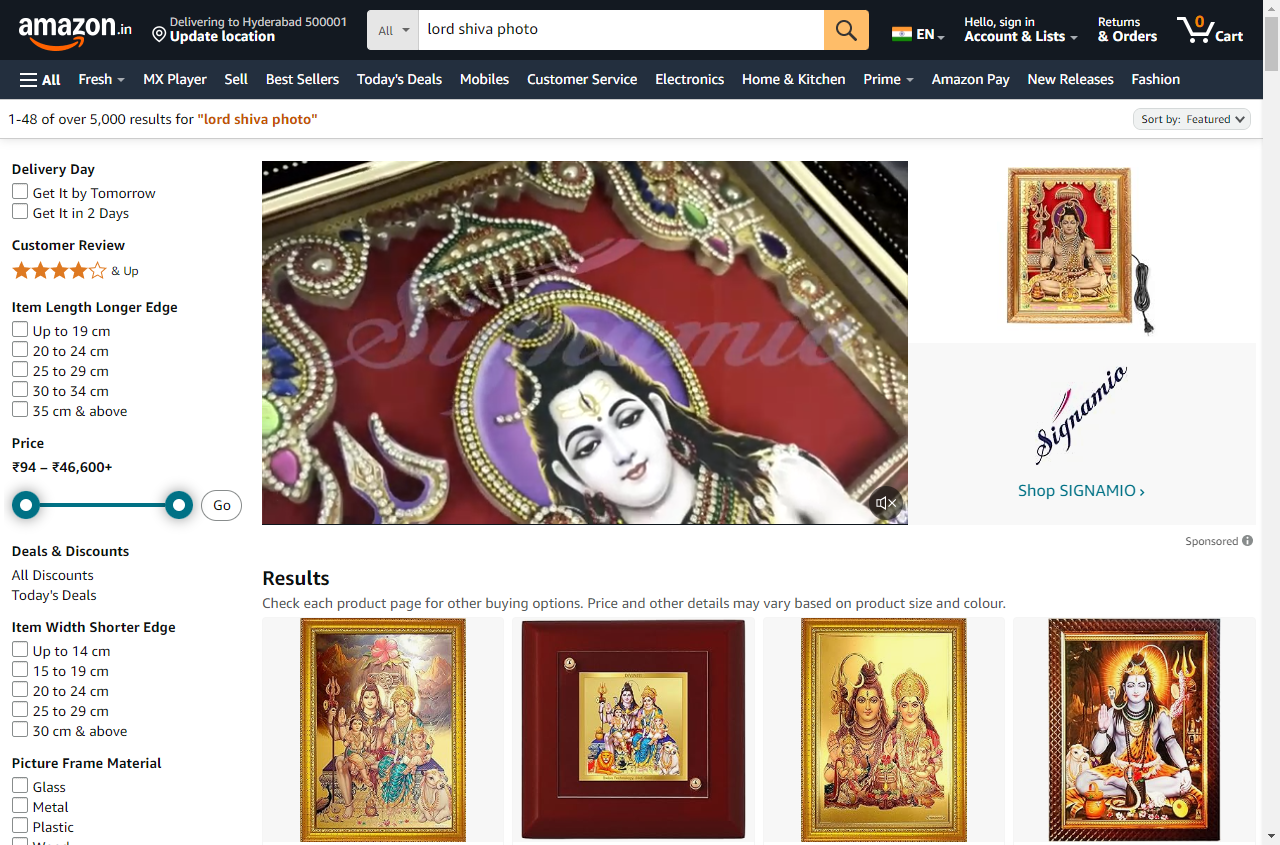 amazon.in
Delivering to Hyderabad 500001
Update location
All
lord shiva photo
EN
Hello, sign in
Account & Lists
Returns
& Orders
0
Cart
All
Fresh
MX Player
Sell
Best Sellers
Today's Deals
Mobiles
Customer Service
Electronics
Home & Kitchen
Prime
Amazon Pay
New Releases
Fashion
1-48 of over 5,000 results for "lord shiva photo"
Sort by: Featured
Delivery Day
Get It by Tomorrow
Get It in 2 Days
Customer Review
& Up
Item Length Longer Edge
Up to 19 cm
20 to 24 cm
25 to 29 cm
30 to 34 cm
35 cm & above
Price
₹94 – ₹46,600+
Go
Deals & Discounts
All Discounts
Today's Deals
Item Width Shorter Edge
Up to 14 cm
15 to 19 cm
20 to 24 cm
25 to 29 cm
30 cm & above
Picture Frame Material
Glass
Metal
Plastic
Wood
Signamio
Signamio
Shop SIGNAMIO ›
Sponsored
Results
Check each product page for other buying options. Price and other details may vary based on product size and colour.